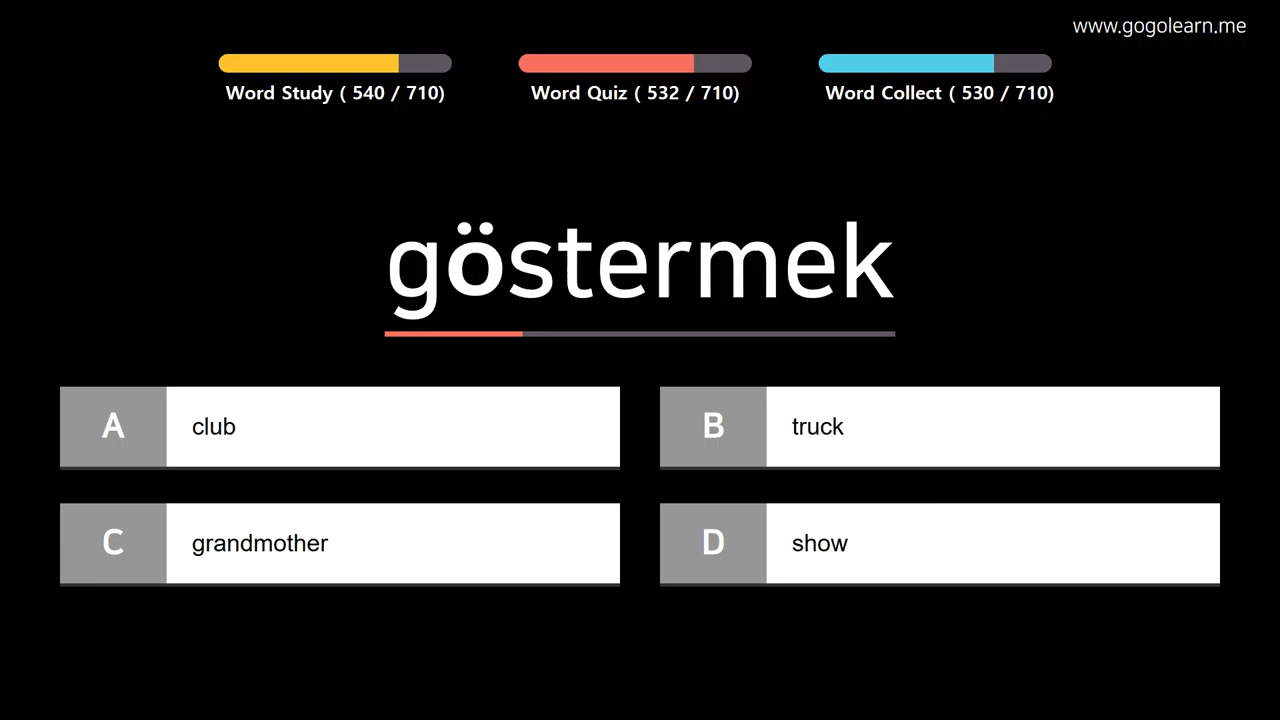 www.gogolearn.me
Word Study ( 540 / 710)
Word Quiz ( 532 / 710)
Word Collect ( 530 / 710)
göstermek
A club
B truck
C grandmother
D show